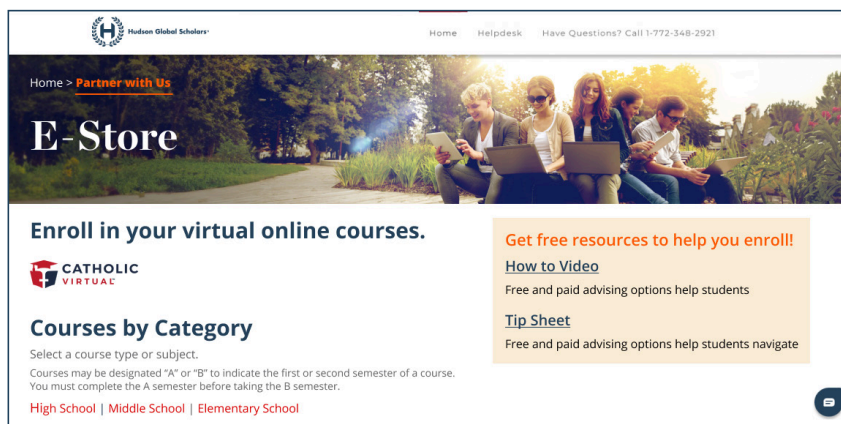 H
Hudson Global Scholars
Home Helpdesk Have Questions? Call 1-772-348-2921
Home > Partner with Us
E-Store
Enroll in your virtual online courses.
CATHOLIC
VIRTUAL
Courses by Category
Select a course type or subject.
Courses may be designated “A” or “B” to indicate the first or second semester of a course.
You must complete the A semester before taking the B semester.
High School | Middle School | Elementary School
Get free resources to help you enroll!
How to Video
Free and paid advising options help students
Tip Sheet
Free and paid advising options help students navigate